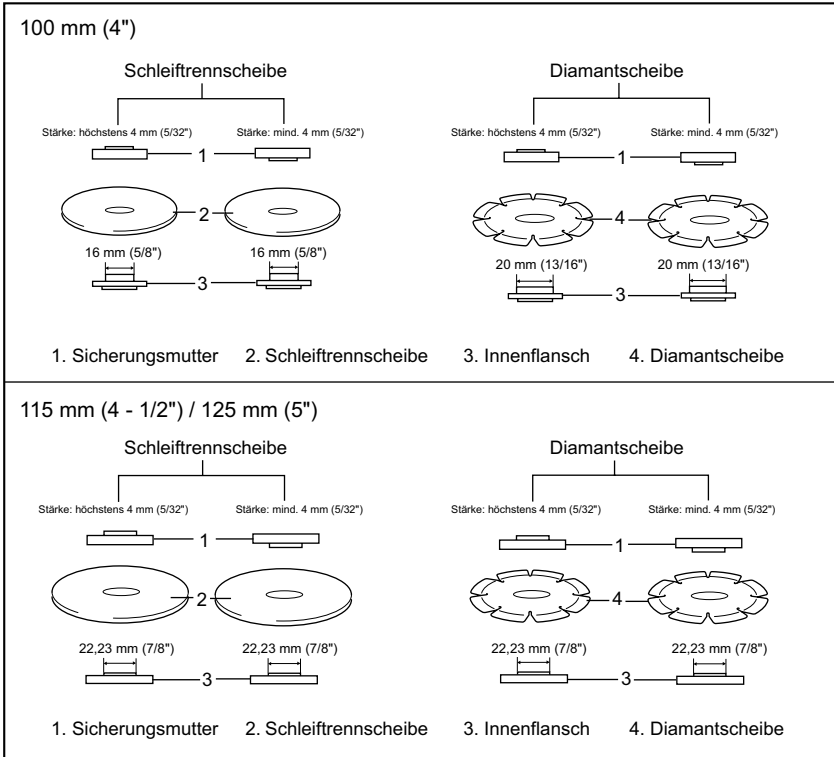 100 mm (4")
Schleiftrennscheibe Diamantscheibe
Stärke: höchstens 4 mm (5/32") Stärke: mind. 4 mm (5/32") Stärke: höchstens 4 mm (5/32") Stärke: mind. 4 mm (5/32")
1 1
2 4
16 mm (5/8") 16 mm (5/8") 20 mm (13/16") 20 mm (13/16")
3 3
1. Sicherungsmutter 2. Schleiftrennscheibe 3. Innenflansch 4. Diamantscheibe
115 mm (4 - 1/2") / 125 mm (5")
Schleiftrennscheibe Diamantscheibe
Stärke: höchstens 4 mm (5/32") Stärke: mind. 4 mm (5/32") Stärke: höchstens 4 mm (5/32") Stärke: mind. 4 mm (5/32")
1 1
2 4
22,23 mm (7/8") 22,23 mm (7/8") 22,23 mm (7/8") 22,23 mm (7/8")
3 3
1. Sicherungsmutter 2. Schleiftrennscheibe 3. Innenflansch 4. Diamantscheibe